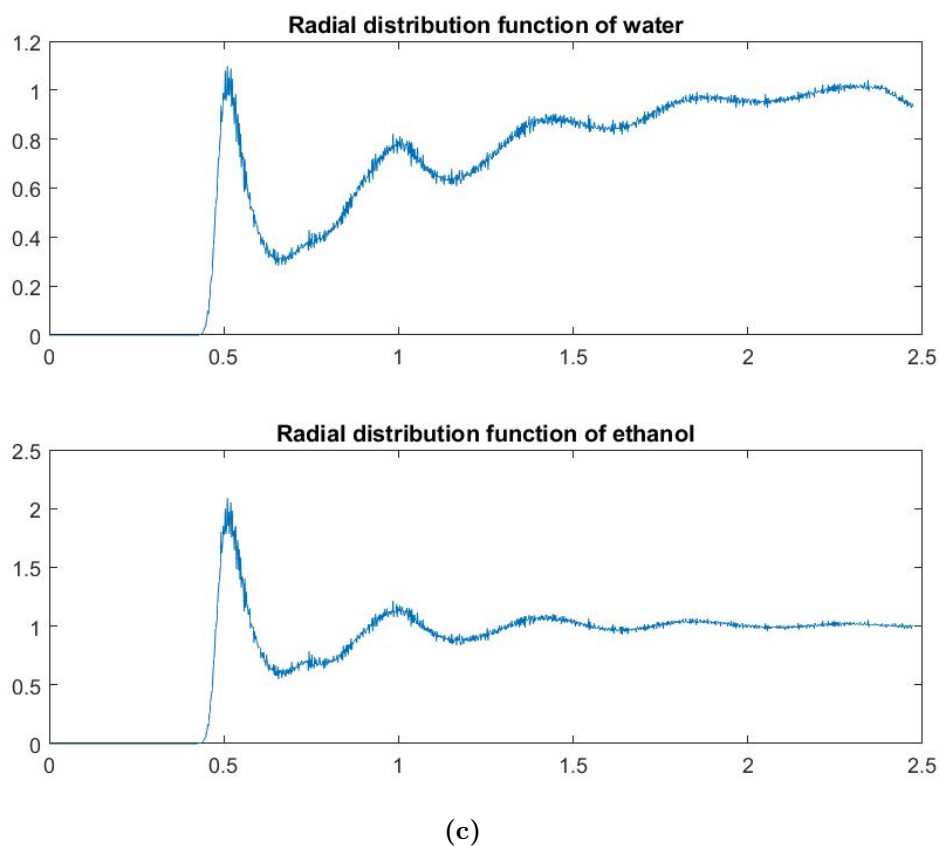 Radial distribution function of water
1.2
1
0.8
0.6
0.4
0.2
0
0 0.5 1 1.5 2 2.5
Radial distribution function of ethanol
2.5
2
1.5
1
0.5
0
0 0.5 1 1.5 2 2.5
(c)